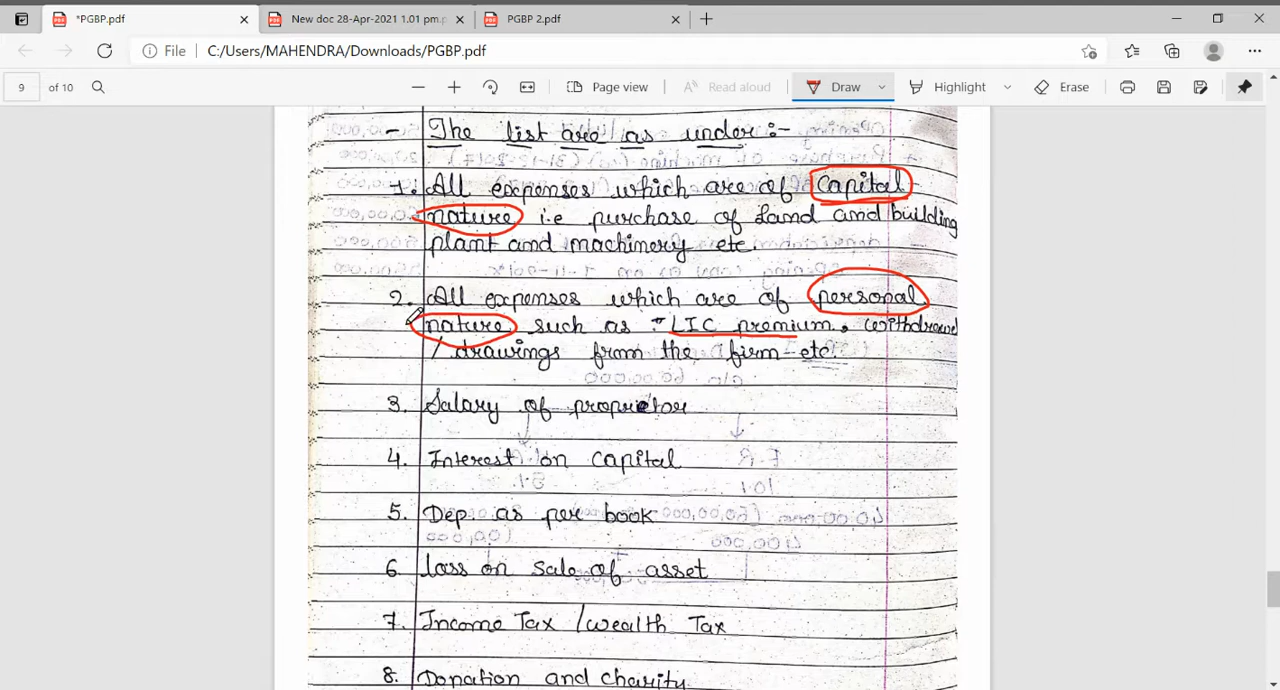 *PGBP.pdf
New doc 28-Apr-2021 1.01 pm.p
PGBP 2.pdf
File C:/Users/MAHENDRA/Downloads/PGBP.pdf
9 of 10 Page view Read aloud Draw Highlight Erase
- The list are as under :-
1. All expenses which are of capital
nature i.e purchase of Land and building
plant and machinery etc.
2. All expenses which are of personal
nature such as :- LIC premium, withdrawl
/ drawings from the firm etc.
3. Salary of proprietor
4. Interest on capital
5. Dep. as per book
6 loss on sale of asset
7. Income Tax / wealth Tax
8. Donation and charity